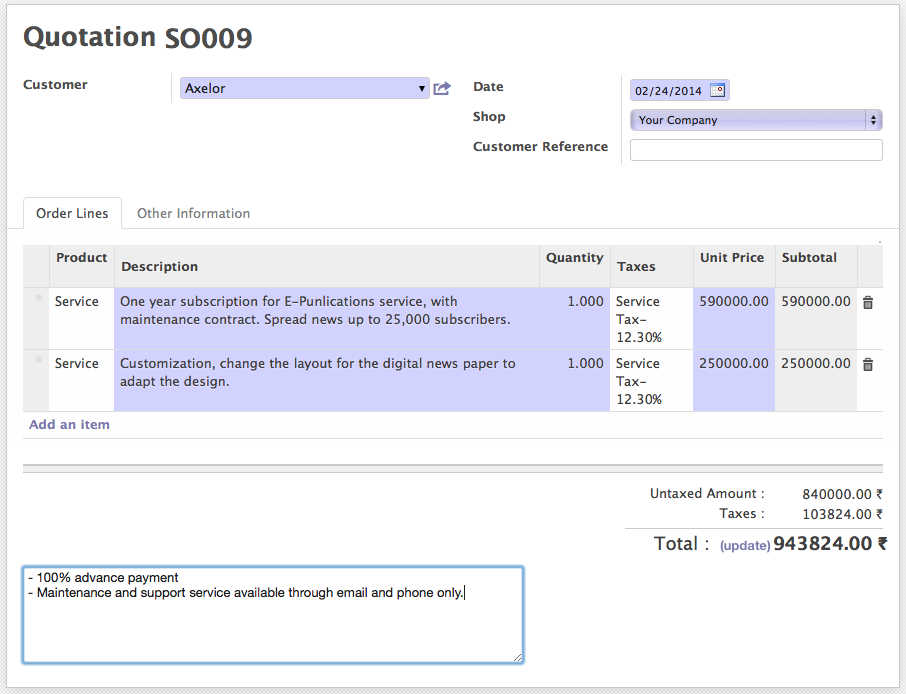 Quotation SO009
Customer
Axelor
Date
02/24/2014
Shop
Your Company
Customer Reference
Order Lines
Other Information
Product
Description
Quantity
Taxes
Unit Price
Subtotal
Service
One year subscription for E-Punlications service, with
maintenance contract. Spread news up to 25,000 subscribers.
1.000
Service
Tax-
12.30%
590000.00
590000.00
Service
Customization, change the layout for the digital news paper to
adapt the design.
1.000
Service
Tax-
12.30%
250000.00
250000.00
Add an item
Untaxed Amount : 840000.00 ₹
Taxes : 103824.00 ₹
Total : (update) 943824.00 ₹
- 100% advance payment
- Maintenance and support service available through email and phone only.